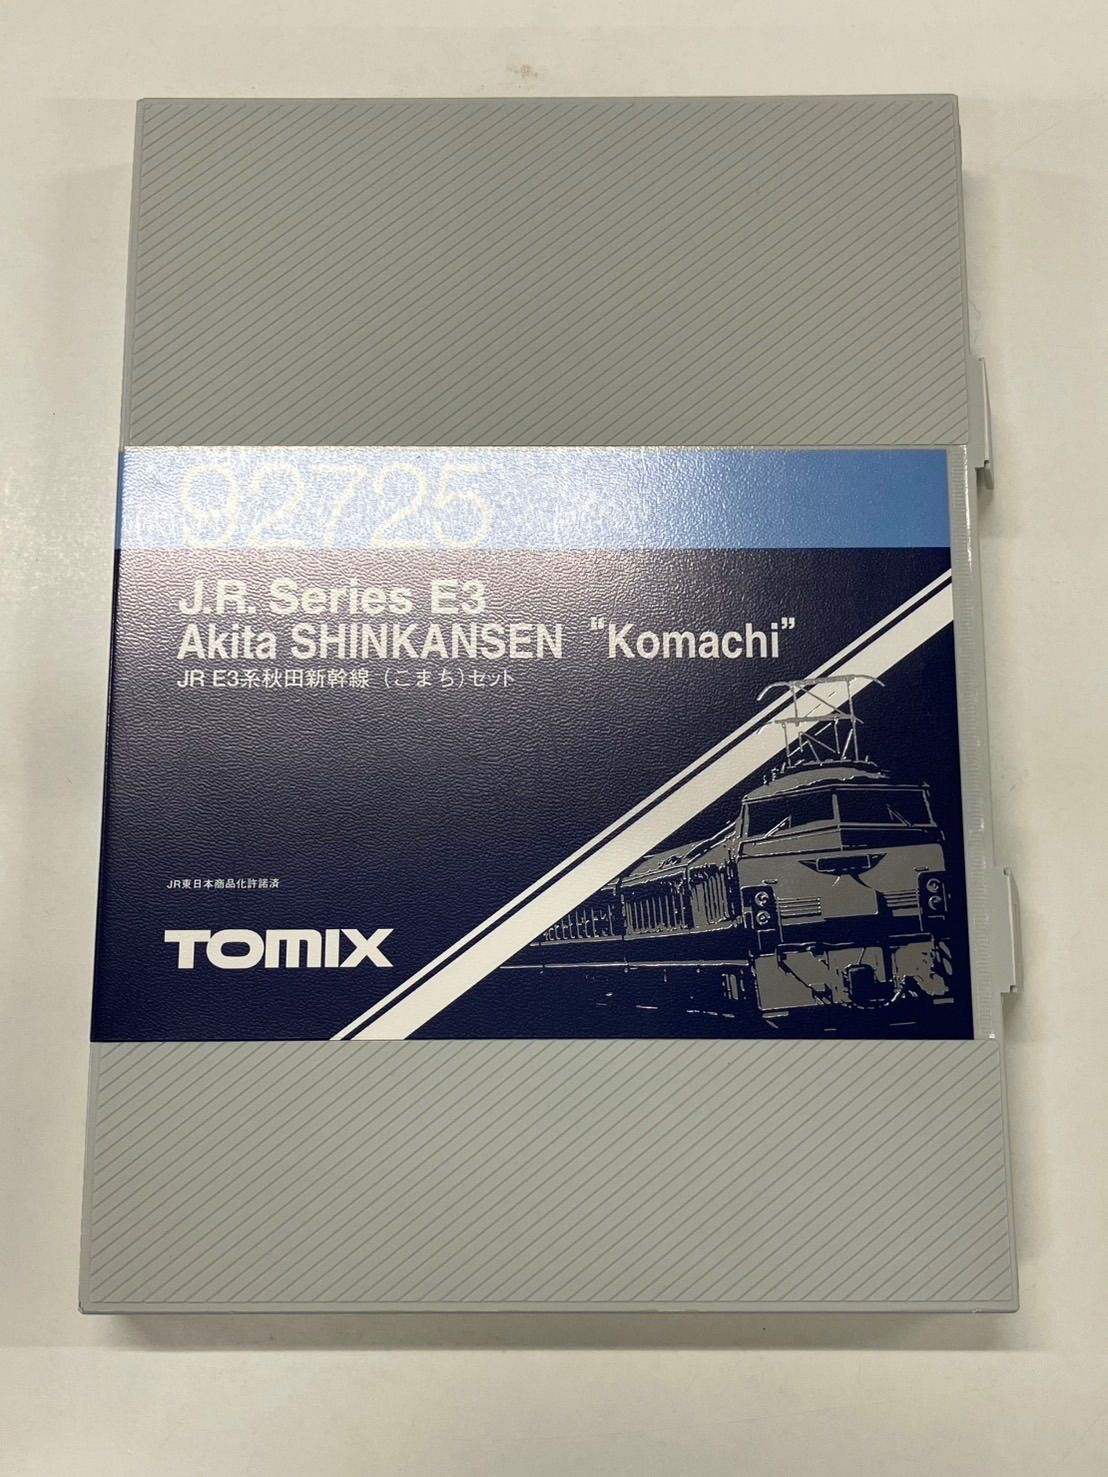 92725
J.R. Series E3
Akita SHINKANSEN “Komachi”
JR E3系秋田新幹線（こまち）セット
JR東日本商品化許諾済
TOMIX